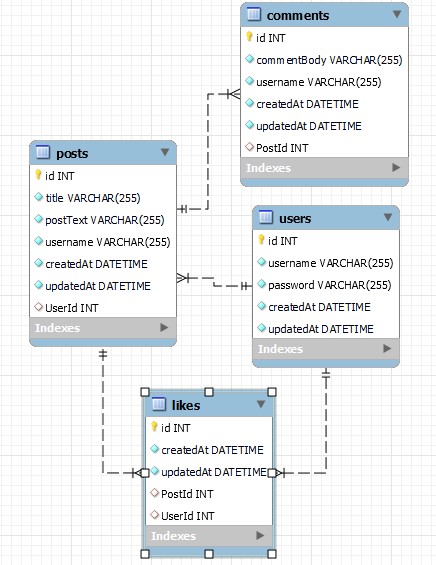 comments
id INT
commentBody VARCHAR(255)
username VARCHAR(255)
createdAt DATETIME
updatedAt DATETIME
PostId INT
Indexes
posts
id INT
title VARCHAR(255)
postText VARCHAR(255)
username VARCHAR(255)
createdAt DATETIME
updatedAt DATETIME
UserId INT
Indexes
users
id INT
username VARCHAR(255)
password VARCHAR(255)
createdAt DATETIME
updatedAt DATETIME
Indexes
likes
id INT
createdAt DATETIME
updatedAt DATETIME
PostId INT
UserId INT
Indexes